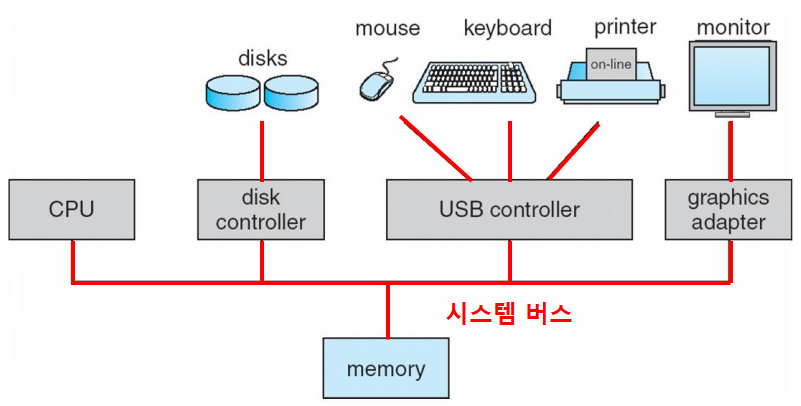 mouse
keyboard
printer
monitor
disks
on-line
CPU
disk
controller
USB controller
graphics
adapter
시스템 버스
memory